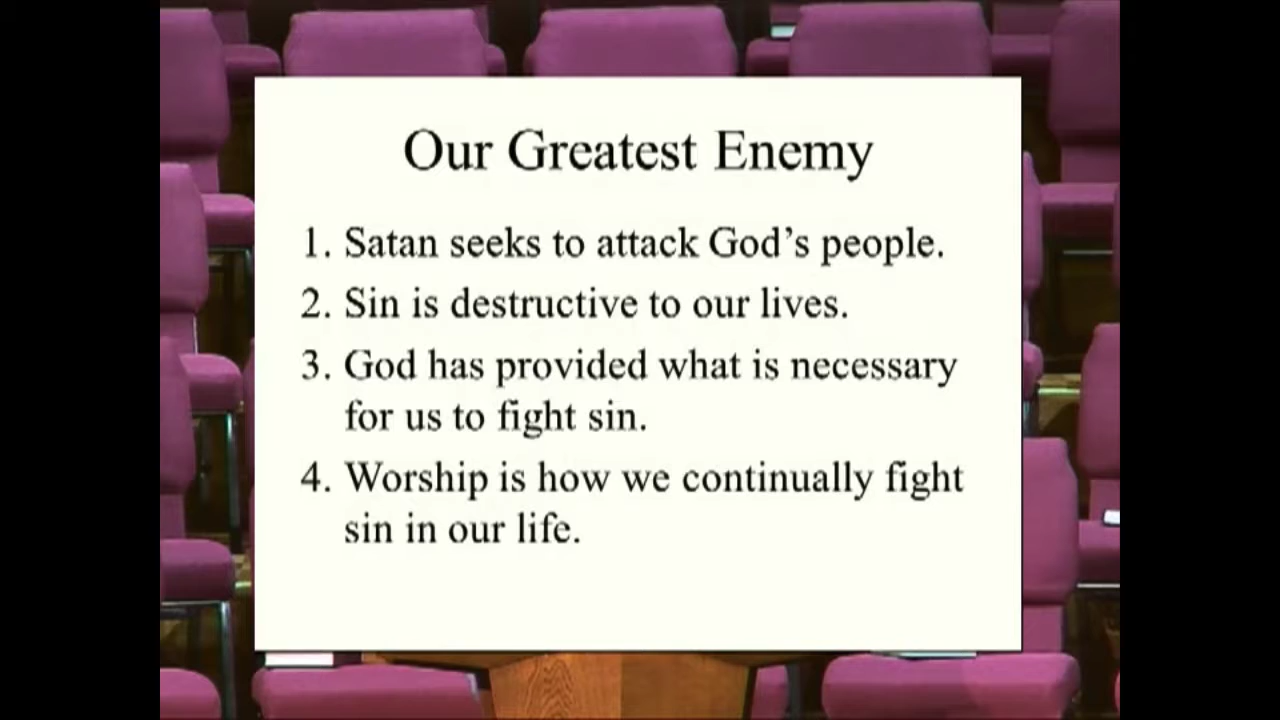 Our Greatest Enemy
1. Satan seeks to attack God’s people.
2. Sin is destructive to our lives.
3. God has provided what is necessary
for us to fight sin.
4. Worship is how we continually fight
sin in our life.